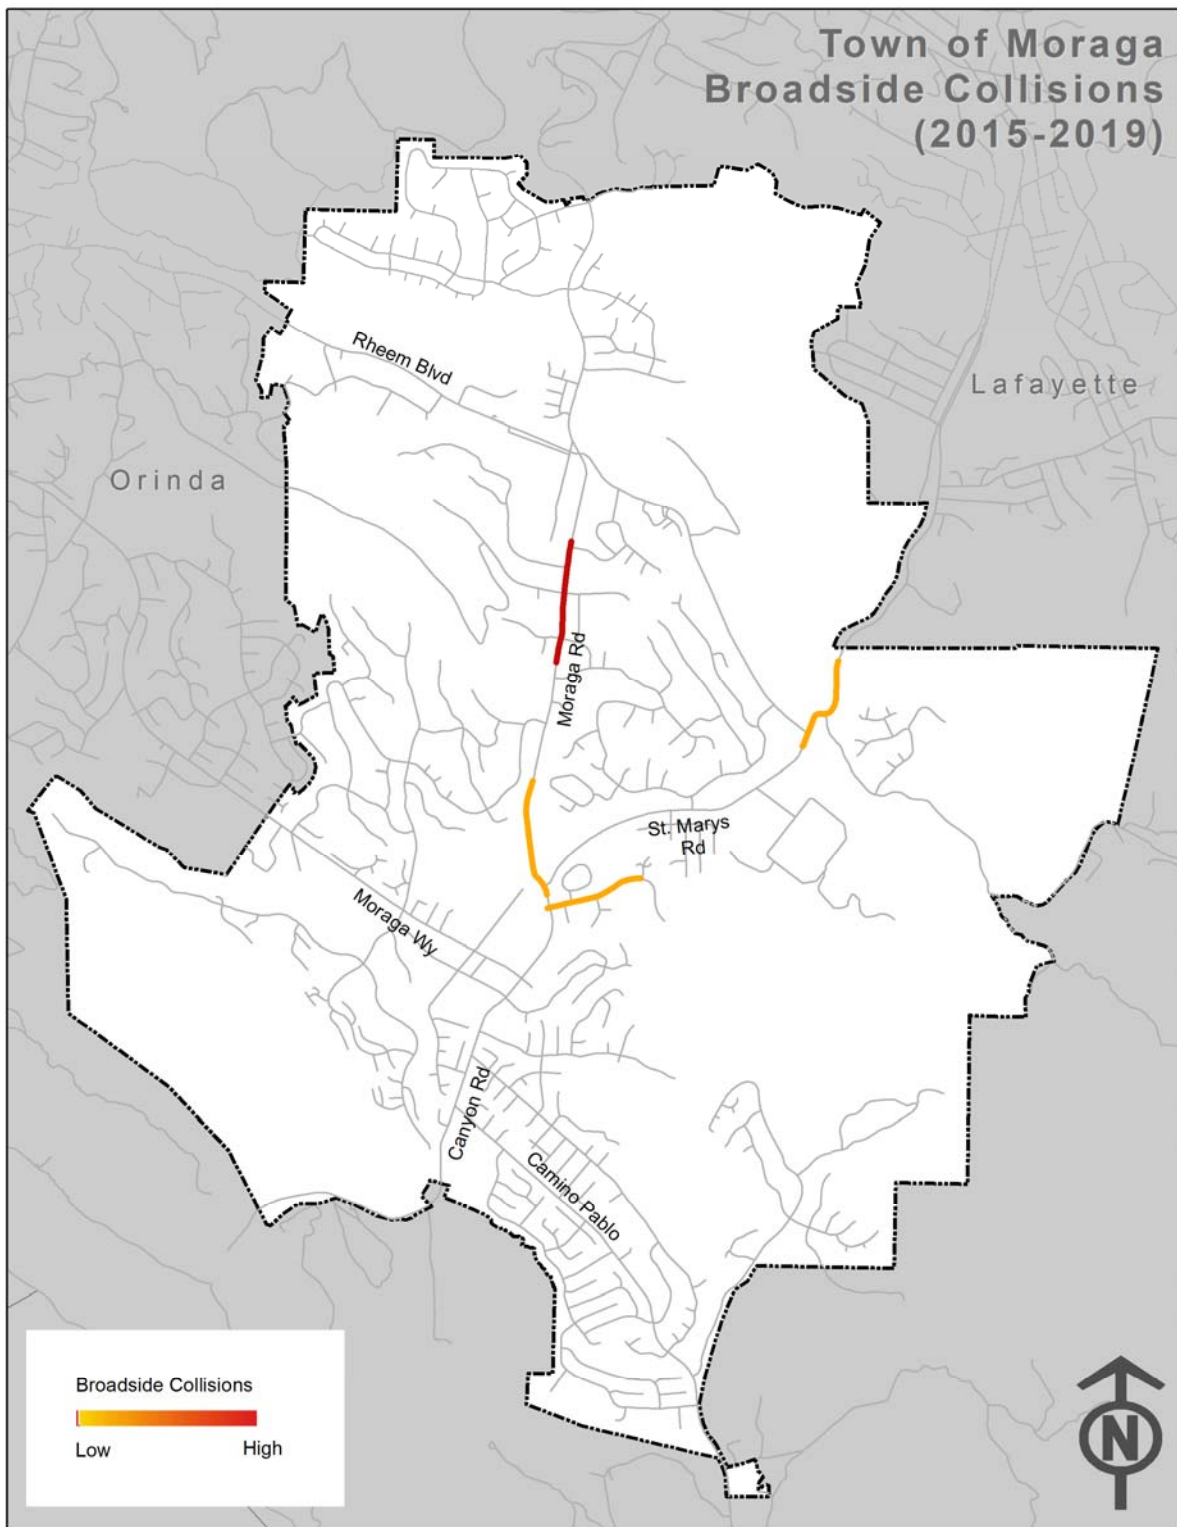 Town of Moraga
Broadside Collisions
(2015-2019)
Rheem Blvd
Lafayette
Orinda
Moraga Rd
St. Marys
Rd
Moraga Wy
Canyon Rd
Camino Pablo
Broadside Collisions
Low
High
N